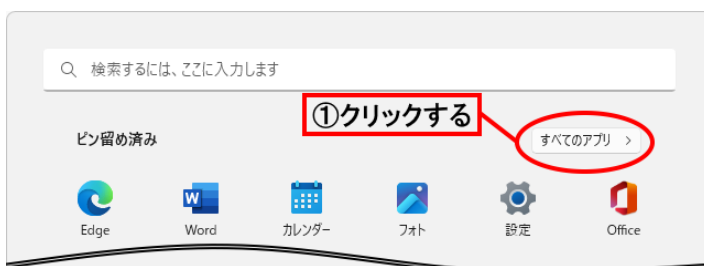 検索するには、ここに入力します
①クリックする
ピン留め済み
すべてのアプリ >
Edge
Word
カレンダー
フォト
設定
Office